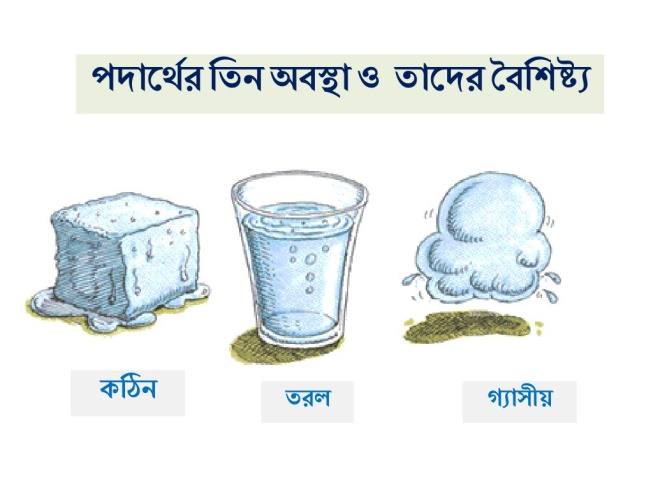 পদার্থের তিন অবস্থা ও তাদের বৈশিষ্ট্য
কঠিন
তরল
গ্যাসীয়